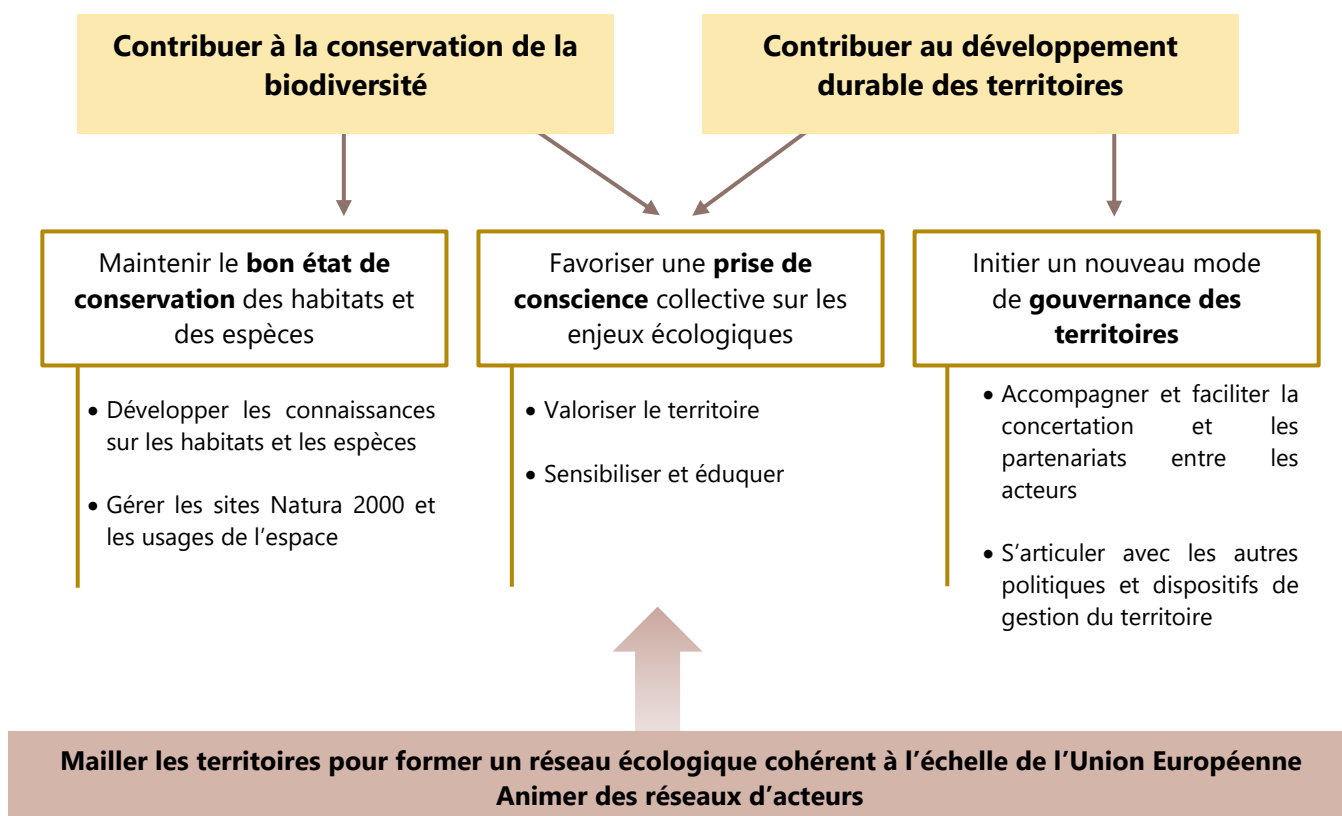 Contribuer à la conservation de la
biodiversité
Contribuer au développement
durable des territoires
Maintenir le bon état de
conservation des habitats et
des espèces
Favoriser une prise de
conscience collective sur les
enjeux écologiques
Initier un nouveau mode
de gouvernance des
territoires
• Développer les connaissances
sur les habitats et les espèces
• Gérer les sites Natura 2000 et
les usages de l’espace
• Valoriser le territoire
• Sensibiliser et éduquer
• Accompagner et faciliter la
concertation et les
partenariats entre les
acteurs
• S’articuler avec les autres
politiques et dispositifs de
gestion du territoire
Mailler les territoires pour former un réseau écologique cohérent à l’échelle de l’Union Européenne
Animer des réseaux d’acteurs